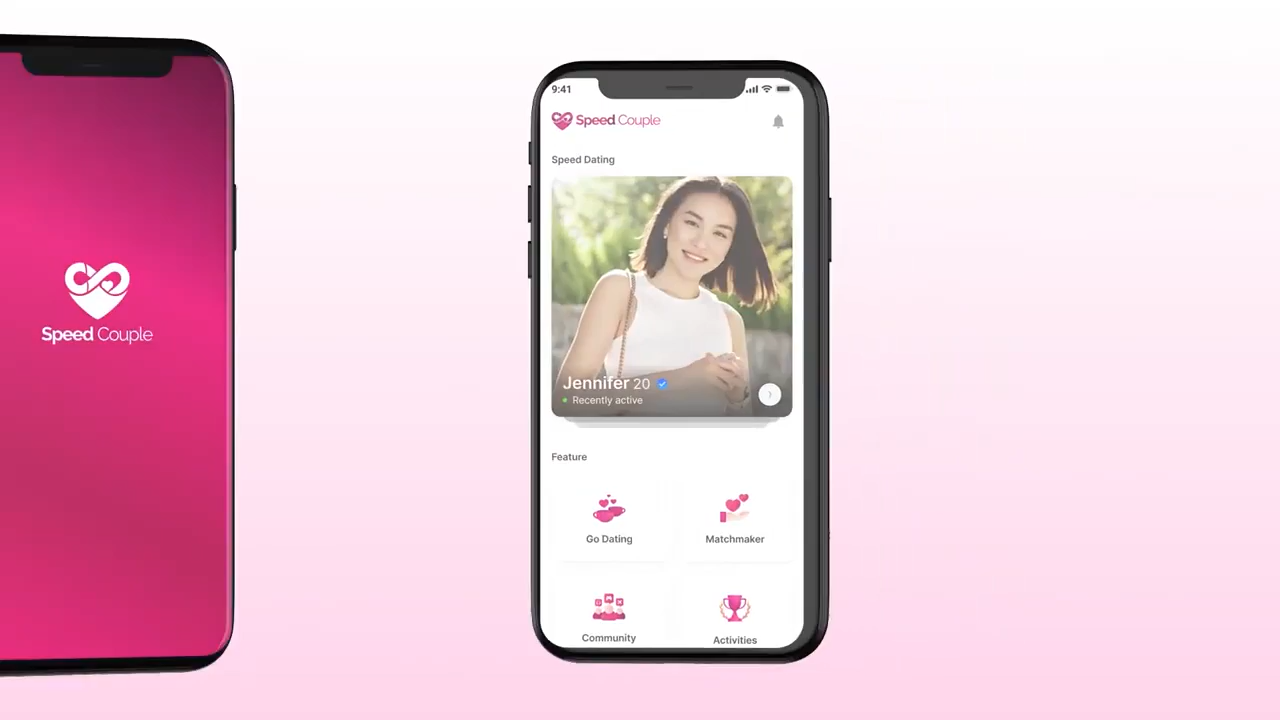 Speed Couple
9:41
Speed Couple
Speed Dating
Jennifer 20
Recently active
Feature
Go Dating
Matchmaker
Community
Activities